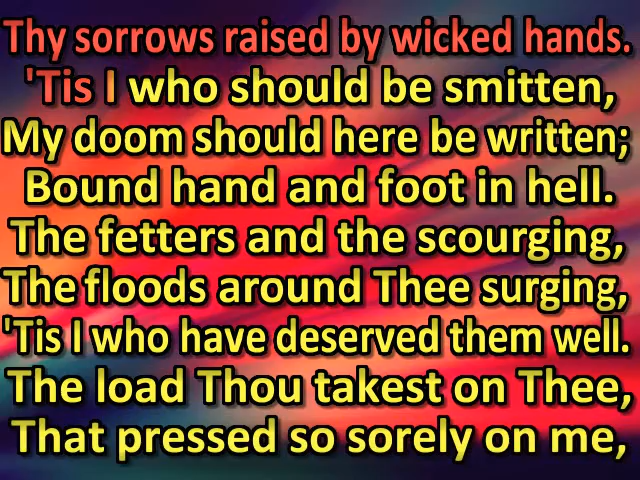 Thy sorrows raised by wicked hands.
'Tis I who should be smitten,
My doom should here be written;
Bound hand and foot in hell.
The fetters and the scourging,
The floods around Thee surging,
'Tis I who have deserved them well.
The load Thou takest on Thee,
That pressed so sorely on me,